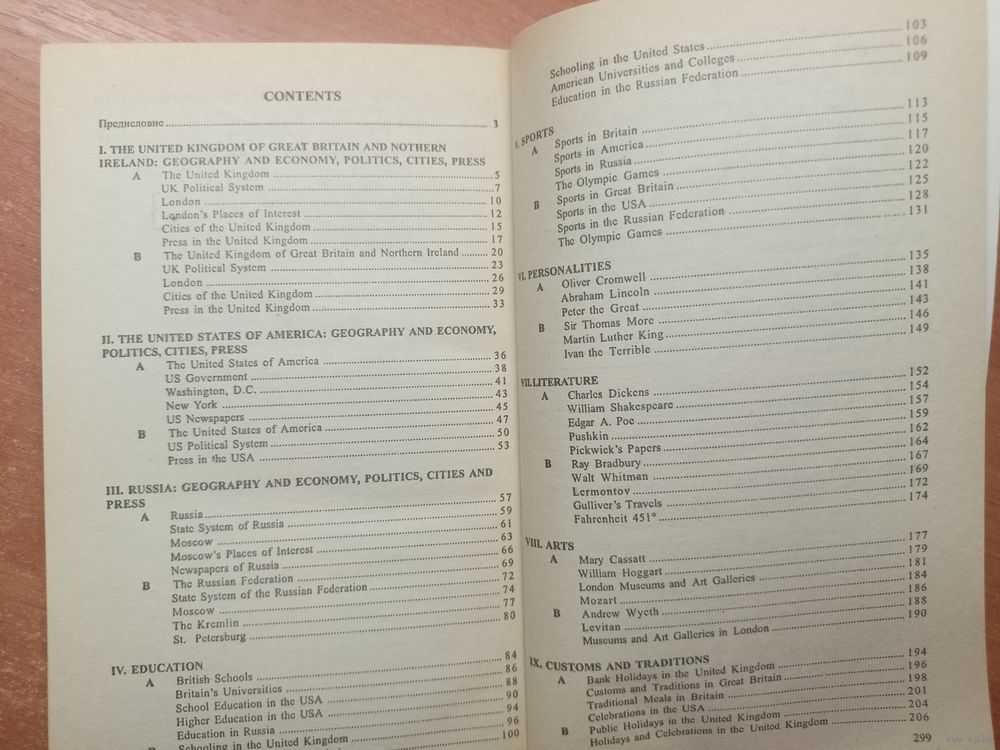 CONTENTS
Предисловие 3
I. THE UNITED KINGDOM OF GREAT BRITAIN AND NOTHERN
IRELAND: GEOGRAPHY AND ECONOMY, POLITICS, CITIES, PRESS
A The United Kingdom 5
UK Political System 7
London 10
London's Places of Interest 12
Cities of the United Kingdom 15
Press in the United Kingdom 17
B The United Kingdom of Great Britain and Northern Ireland 20
UK Political System 23
London 26
Cities of the United Kingdom 29
Press in the United Kingdom 33
II. THE UNITED STATES OF AMERICA: GEOGRAPHY AND ECONOMY,
POLITICS, CITIES, PRESS
A The United States of America 36
US Government 38
Washington, D.C. 41
New York 43
US Newspapers 45
B The United States of America 47
US Political System 50
Press in the USA 53
III. RUSSIA: GEOGRAPHY AND ECONOMY, POLITICS, CITIES AND
PRESS
A Russia 57
State System of Russia 59
Moscow 61
Moscow's Places of Interest 63
Newspapers of Russia 66
B The Russian Federation 69
State System of the Russian Federation 72
Moscow 74
The Kremlin 77
St. Petersburg 80
IV. EDUCATION
A British Schools 84
Britain's Universities 86
School Education in the USA 88
Higher Education in the USA 90
Education in Russia 94
B Schooling in the United Kingdom 96
100
Schooling in the United States 103
American Universities and Colleges 106
Education in the Russian Federation 109
V. SPORTS
A Sports in Britain 113
Sports in America 115
Sports in Russia 117
The Olympic Games 120
B Sports in Great Britain 122
Sports in the USA 125
Sports in the Russian Federation 128
The Olympic Games 131
VI. PERSONALITIES
A Oliver Cromwell 135
Abraham Lincoln 138
Peter the Great 141
B Sir Thomas More 143
Martin Luther King 146
Ivan the Terrible 149
VII. LITERATURE
A Charles Dickens 152
William Shakespeare 154
Edgar A. Poe 157
Pushkin 159
Pickwick's Papers 162
B Ray Bradbury 164
Walt Whitman 167
Lermontov 169
Gulliver's Travels 172
Fahrenheit 451° 174
VIII. ARTS
A Mary Cassatt 177
William Hoggart 179
London Museums and Art Galleries 181
Mozart 184
B Andrew Wyeth 186
Levitan 188
Museums and Art Galleries in London 190
IX. CUSTOMS AND TRADITIONS
A Bank Holidays in the United Kingdom 194
Customs and Traditions in Great Britain 196
Traditional Meals in Britain 198
Celebrations in the USA 201
B Public Holidays in the United Kingdom 204
Holidays and Celebrations in the United Kingdom 206
299